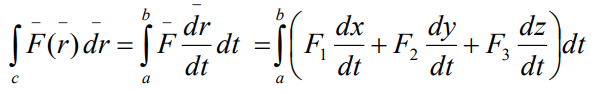 ∫_c F̄(r̄) dr̄ = ∫_a^b F̄ (dr̄/dt) dt = ∫_a^b ( F₁ dx/dt + F₂ dy/dt + F₃ dz/dt ) dt